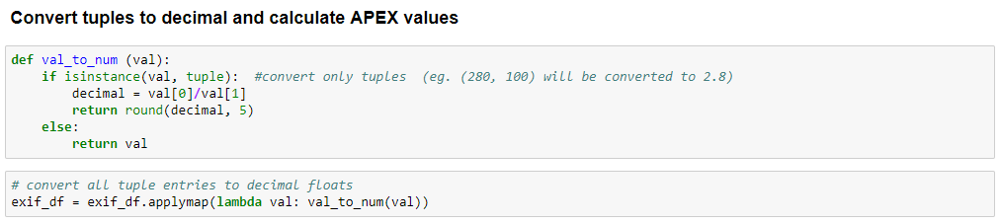 Convert tuples to decimal and calculate APEX values
def val_to_num (val):
    if isinstance(val, tuple):  #convert only tuples  (eg. (280, 100) will be converted to 2.8)
        decimal = val[0]/val[1]
        return round(decimal, 5)
    else:
        return val
# convert all tuple entries to decimal floats
exif_df = exif_df.applymap(lambda val: val_to_num(val))